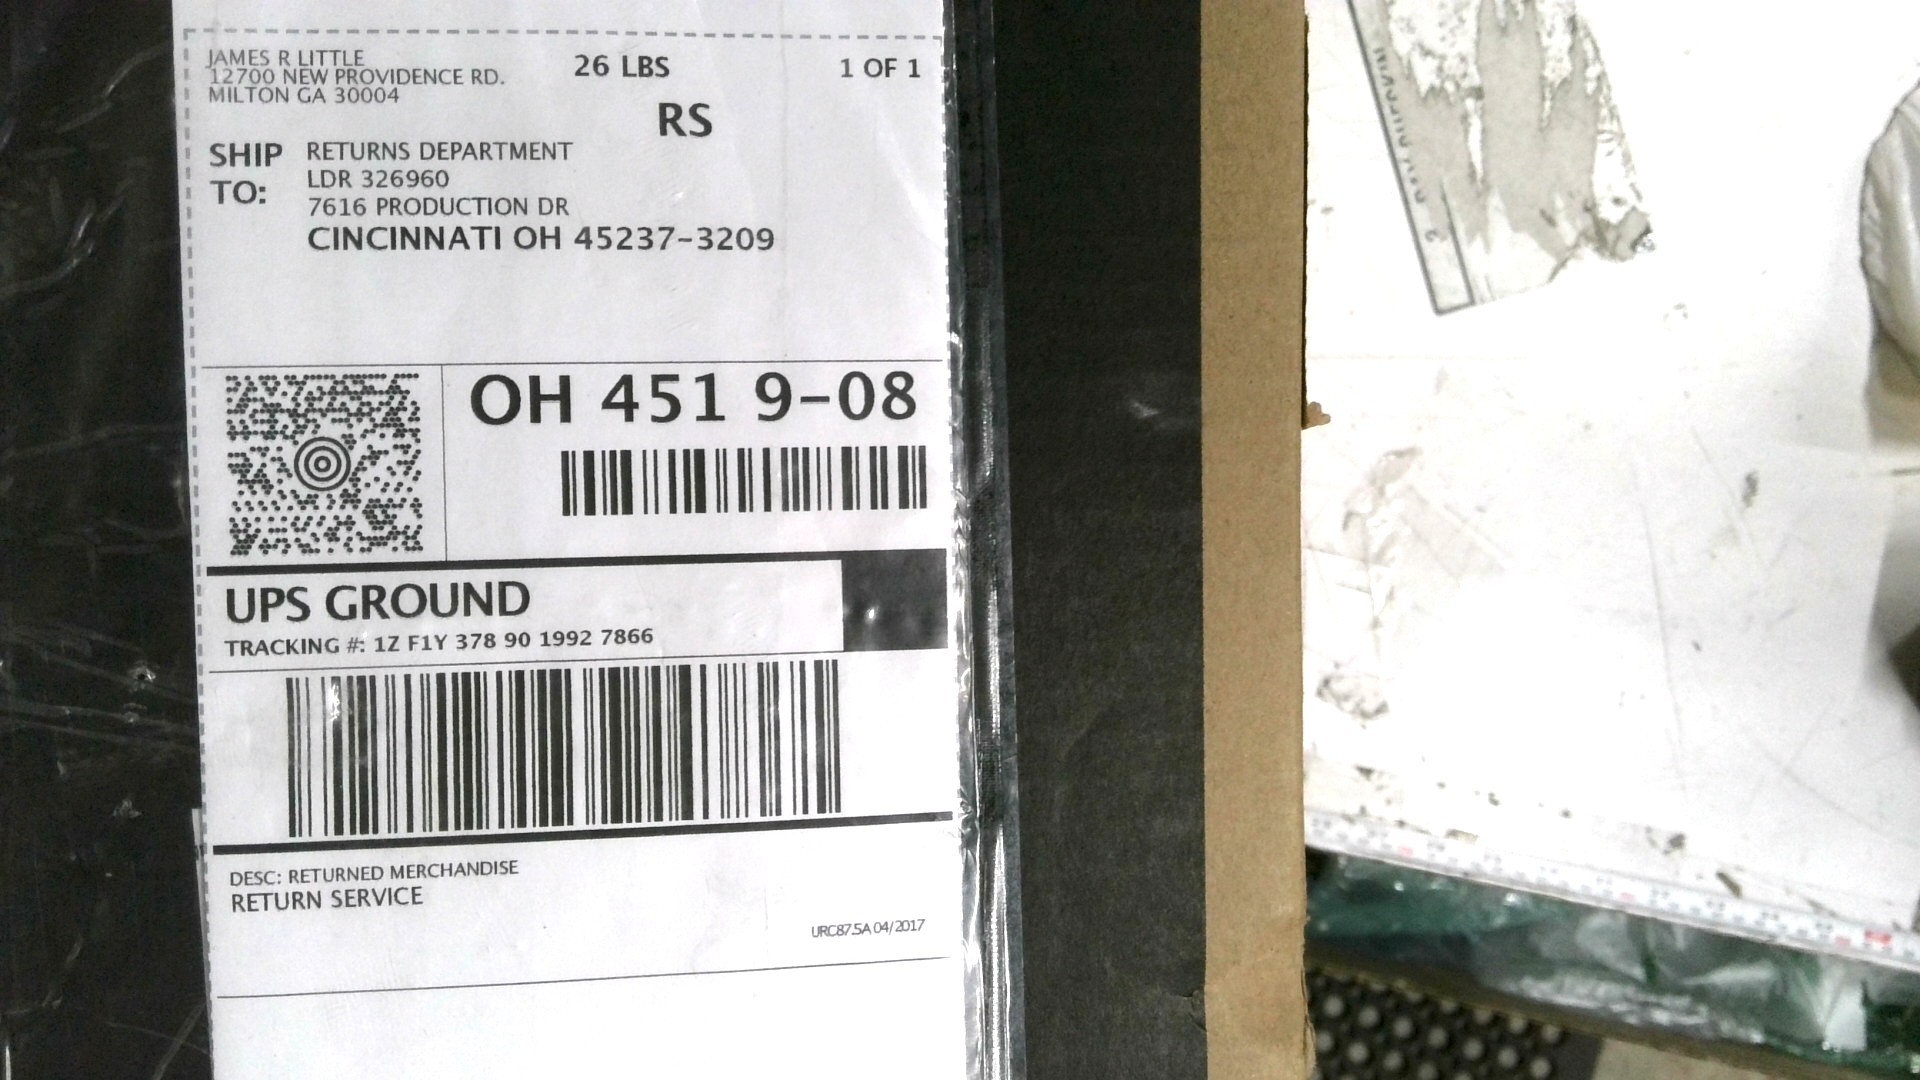 JAMES R LITTLE
12700 NEW PROVIDENCE RD.
MILTON GA 30004
26 LBS
1 OF 1
RS
SHIP TO:
RETURNS DEPARTMENT
LDR 326960
7616 PRODUCTION DR
CINCINNATI OH 45237-3209
OH 451 9-08
UPS GROUND
TRACKING #: 1Z F1Y 378 90 1992 7866
DESC: RETURNED MERCHANDISE
RETURN SERVICE
URC87.5A 04/2017